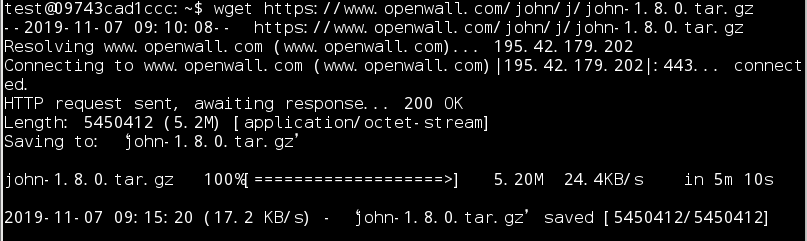 test@09743cad1ccc:~$ wget https://www.openwall.com/john/j/john-1.8.0.tar.gz
--2019-11-07 09:10:08--  https://www.openwall.com/john/j/john-1.8.0.tar.gz
Resolving www.openwall.com (www.openwall.com)... 195.42.179.202
Connecting to www.openwall.com (www.openwall.com)|195.42.179.202|:443... connect
ed.
HTTP request sent, awaiting response... 200 OK
Length: 5450412 (5.2M) [application/octet-stream]
Saving to: ‘john-1.8.0.tar.gz’
john-1.8.0.tar.gz   100%[===================>]   5.20M  24.4KB/s    in 5m 10s
2019-11-07 09:15:20 (17.2 KB/s) - ‘john-1.8.0.tar.gz’ saved [5450412/5450412]